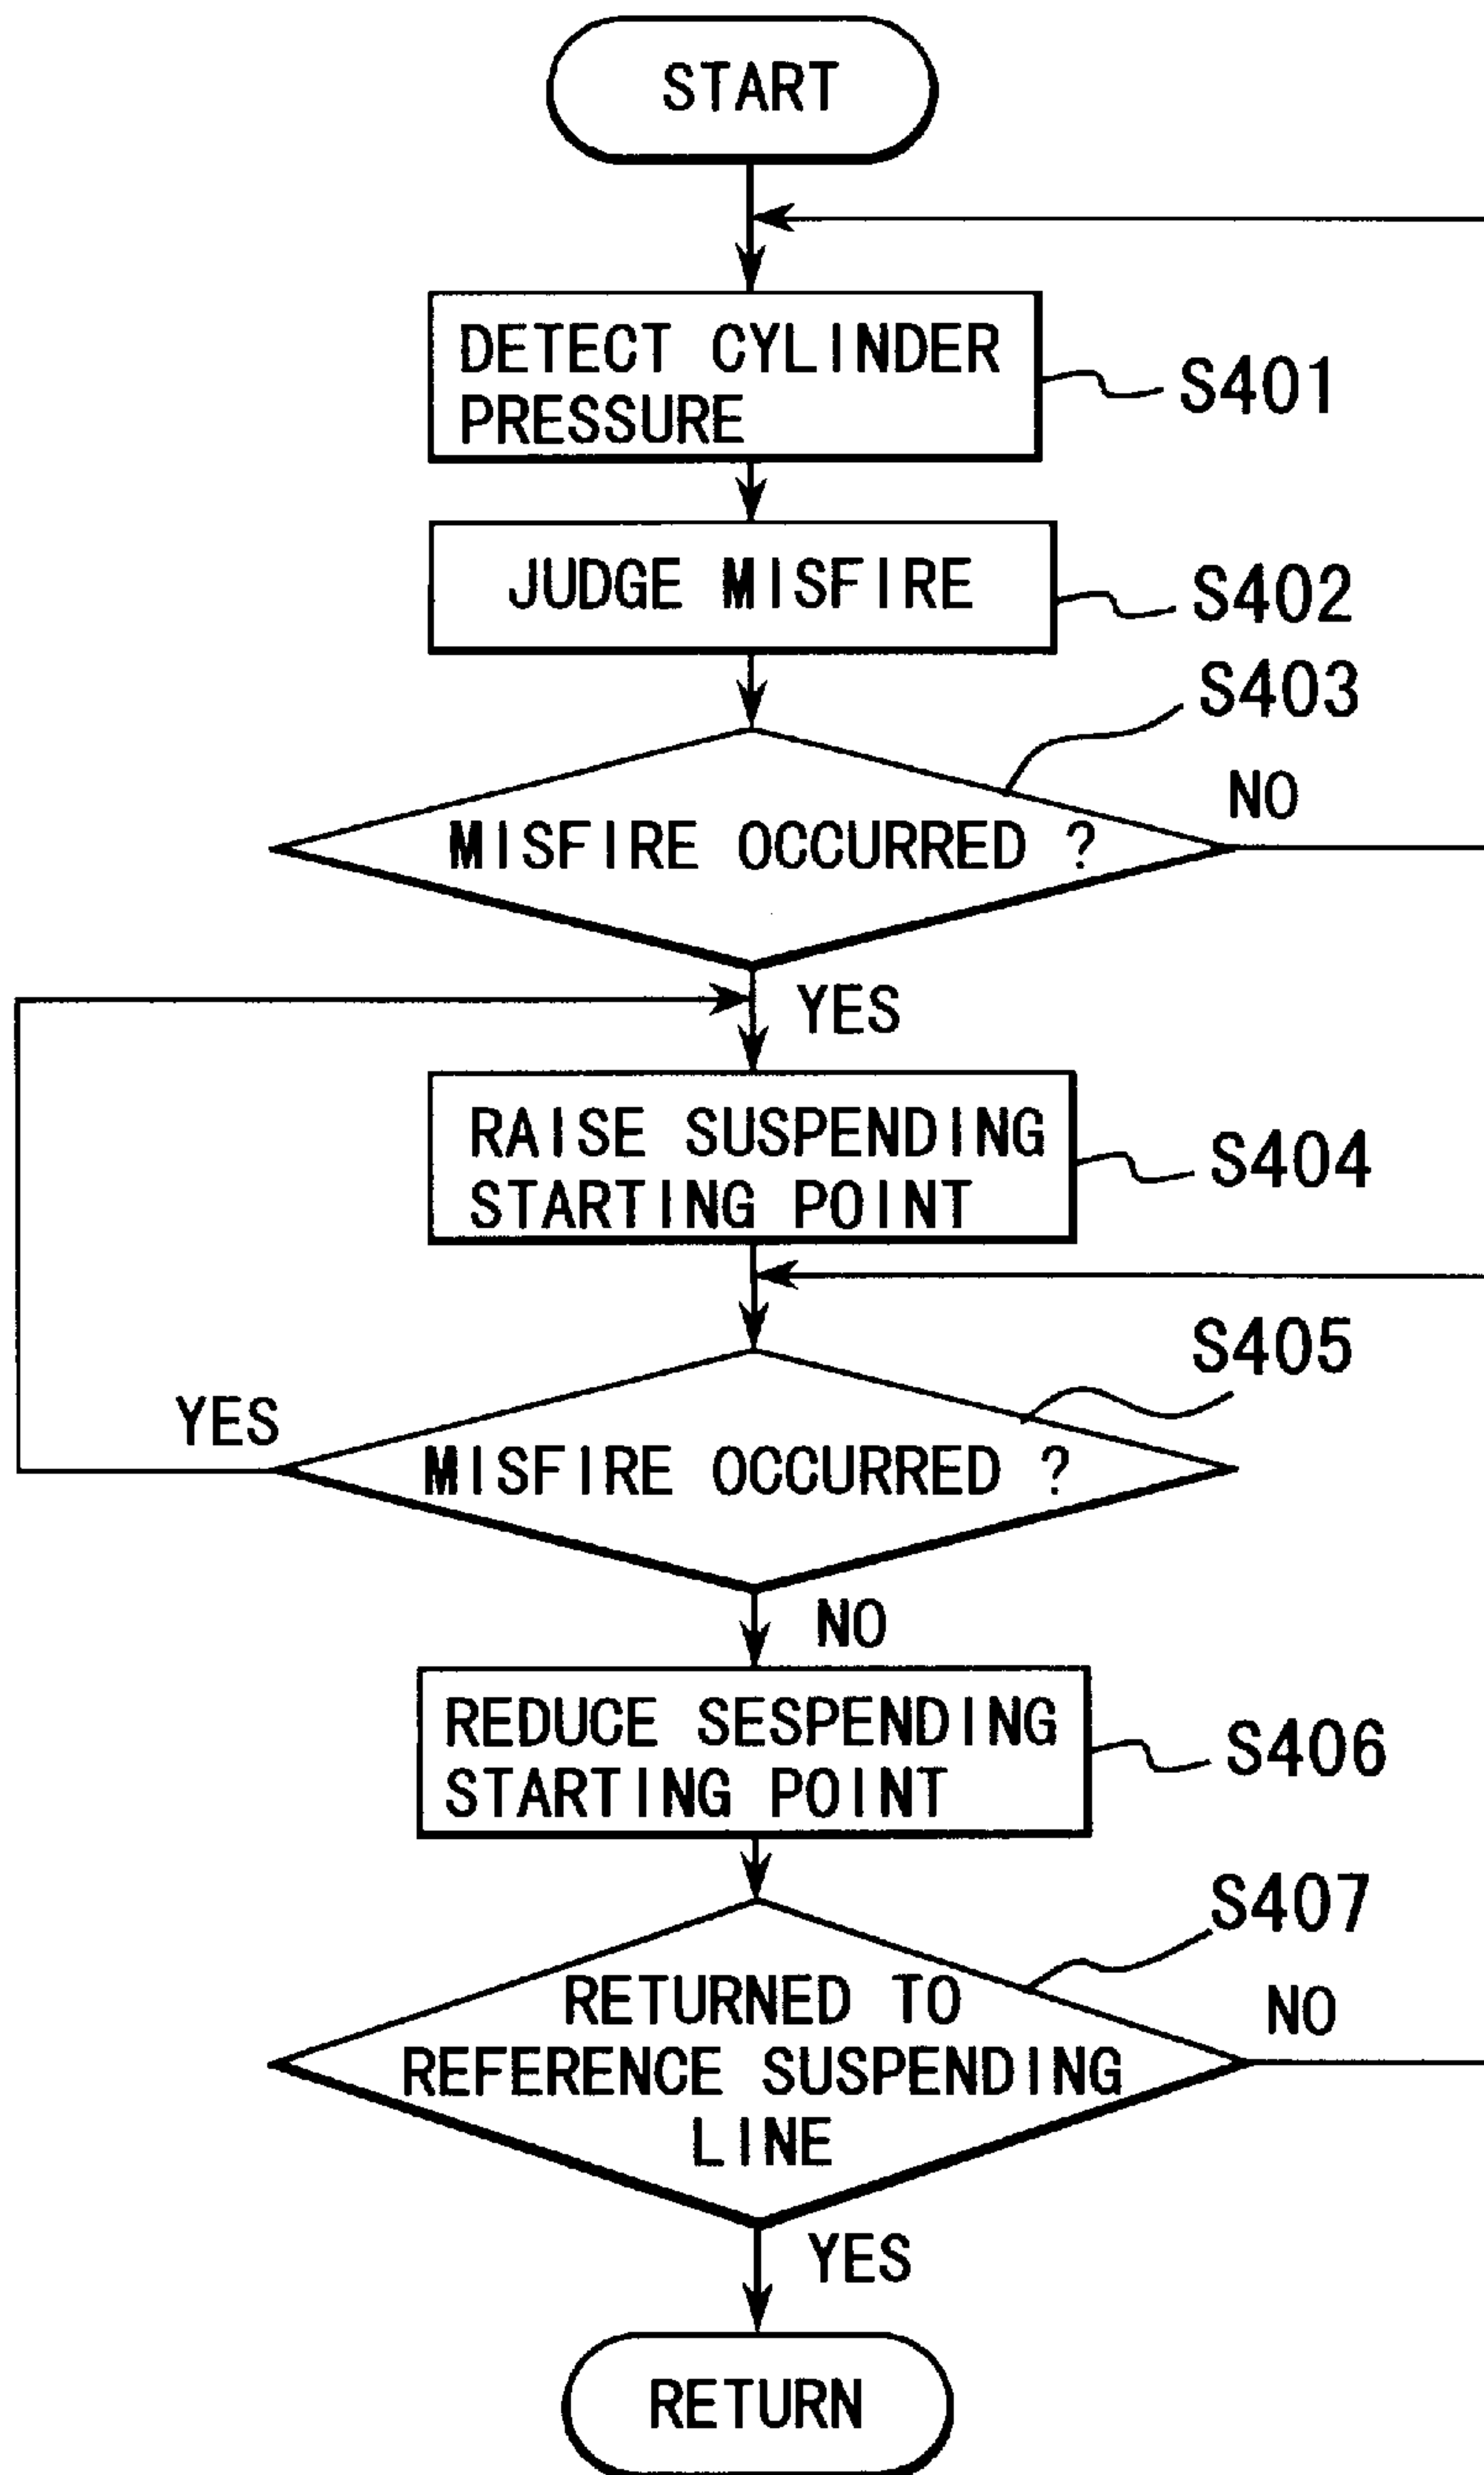 START
DETECT CYLINDER
PRESSURE
S401
JUDGE MISFIRE
S402
S403
MISFIRE OCCURRED ?
NO
YES
RAISE SUSPENDING
STARTING POINT
S404
S405
YES
MISFIRE OCCURRED ?
NO
REDUCE SESPENDING
STARTING POINT
S406
S407
RETURNED TO
REFERENCE SUSPENDING
LINE
NO
YES
RETURN